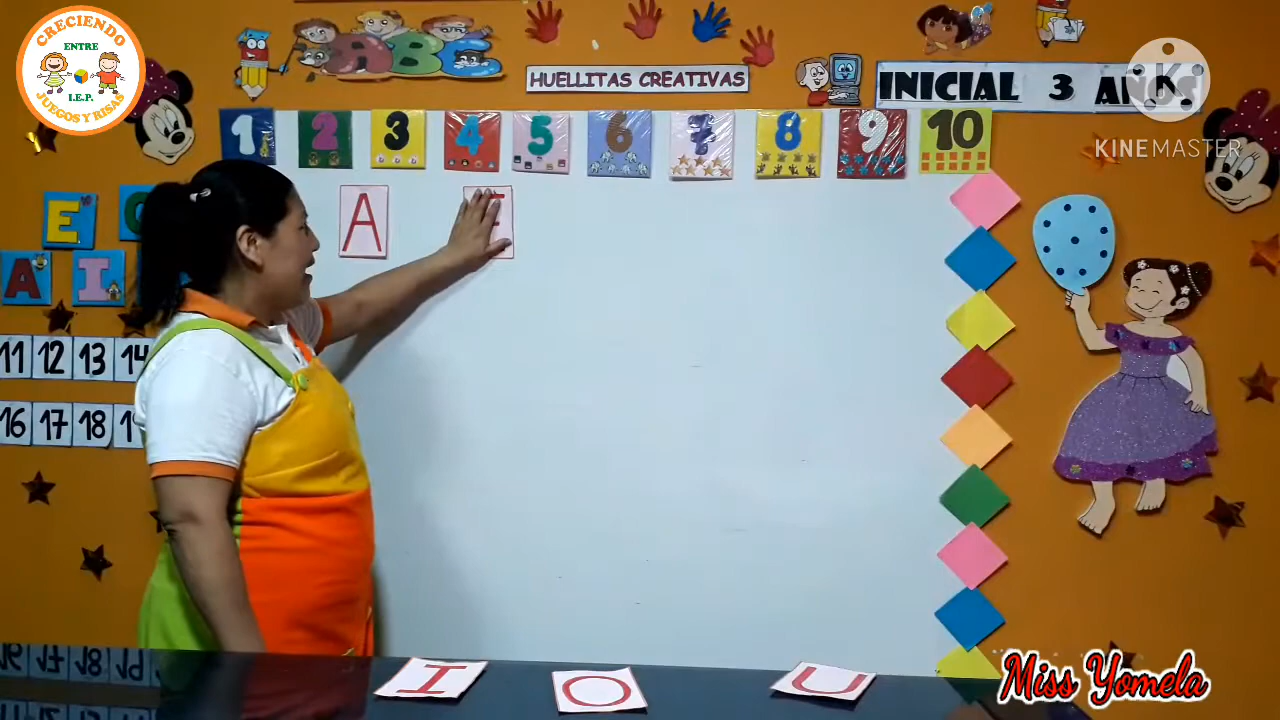 CRECIENDO
ENTRE
I.E.P.
JUEGOS Y RISAS
ABC
HUELLITAS CREATIVAS
INICIAL 3 AÑOS
K
KINEMASTER
1 2 3 4 5 6 7 8 9 10
A E
E O
A I
11 12 13 14
16 17 18
I O U
Miss Yomela